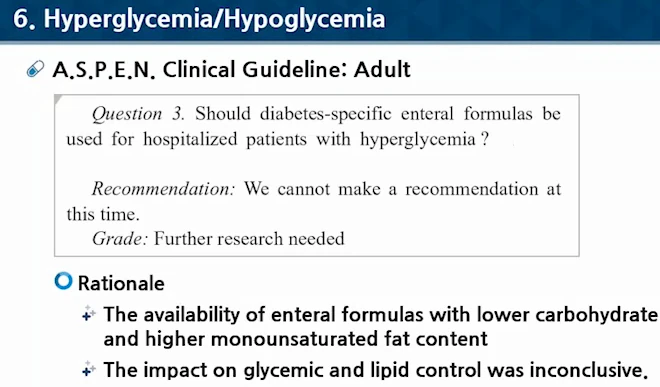 6. Hyperglycemia/Hypoglycemia
A.S.P.E.N. Clinical Guideline: Adult
Question 3. Should diabetes-specific enteral formulas be
used for hospitalized patients with hyperglycemia ?
Recommendation: We cannot make a recommendation at
this time.
Grade: Further research needed
Rationale
The availability of enteral formulas with lower carbohydrate
and higher monounsaturated fat content
The impact on glycemic and lipid control was inconclusive.